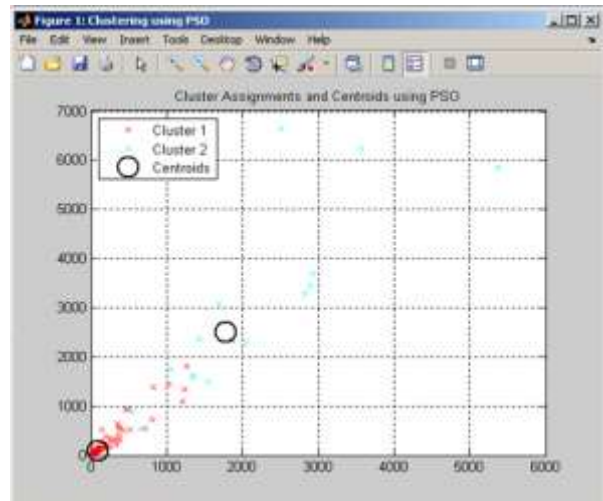 Figure 1: Clustering using PSO
File Edit View Insert Tools Desktop Window Help
Cluster Assignments and Centroids using PSO
7000
Cluster 1
Cluster 2
Centroids
6000
5000
4000
3000
2000
1000
0
0 1000 2000 3000 4000 5000 6000